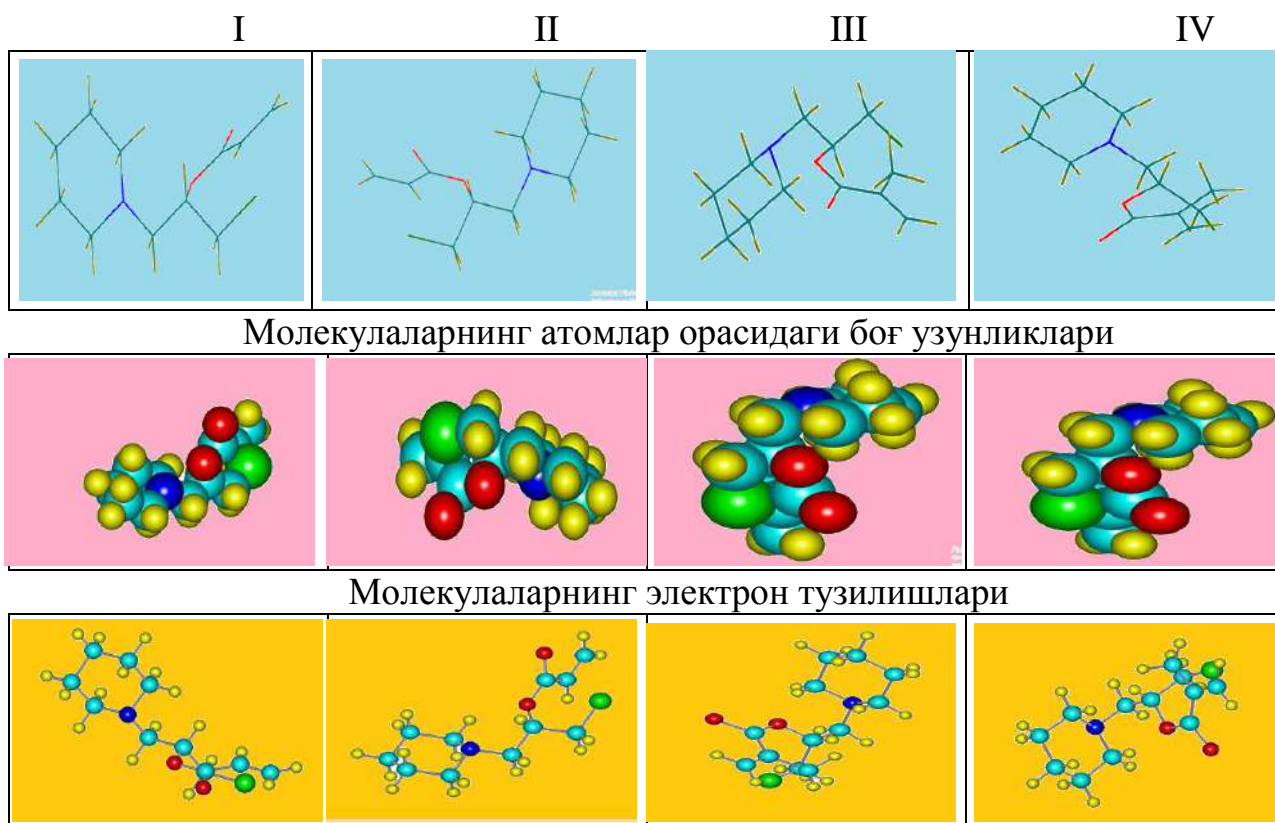 I II III IV
Молекулаларнинг атомлар орасидаги боғ узунликлари
Молекулаларнинг электрон тузилишлари